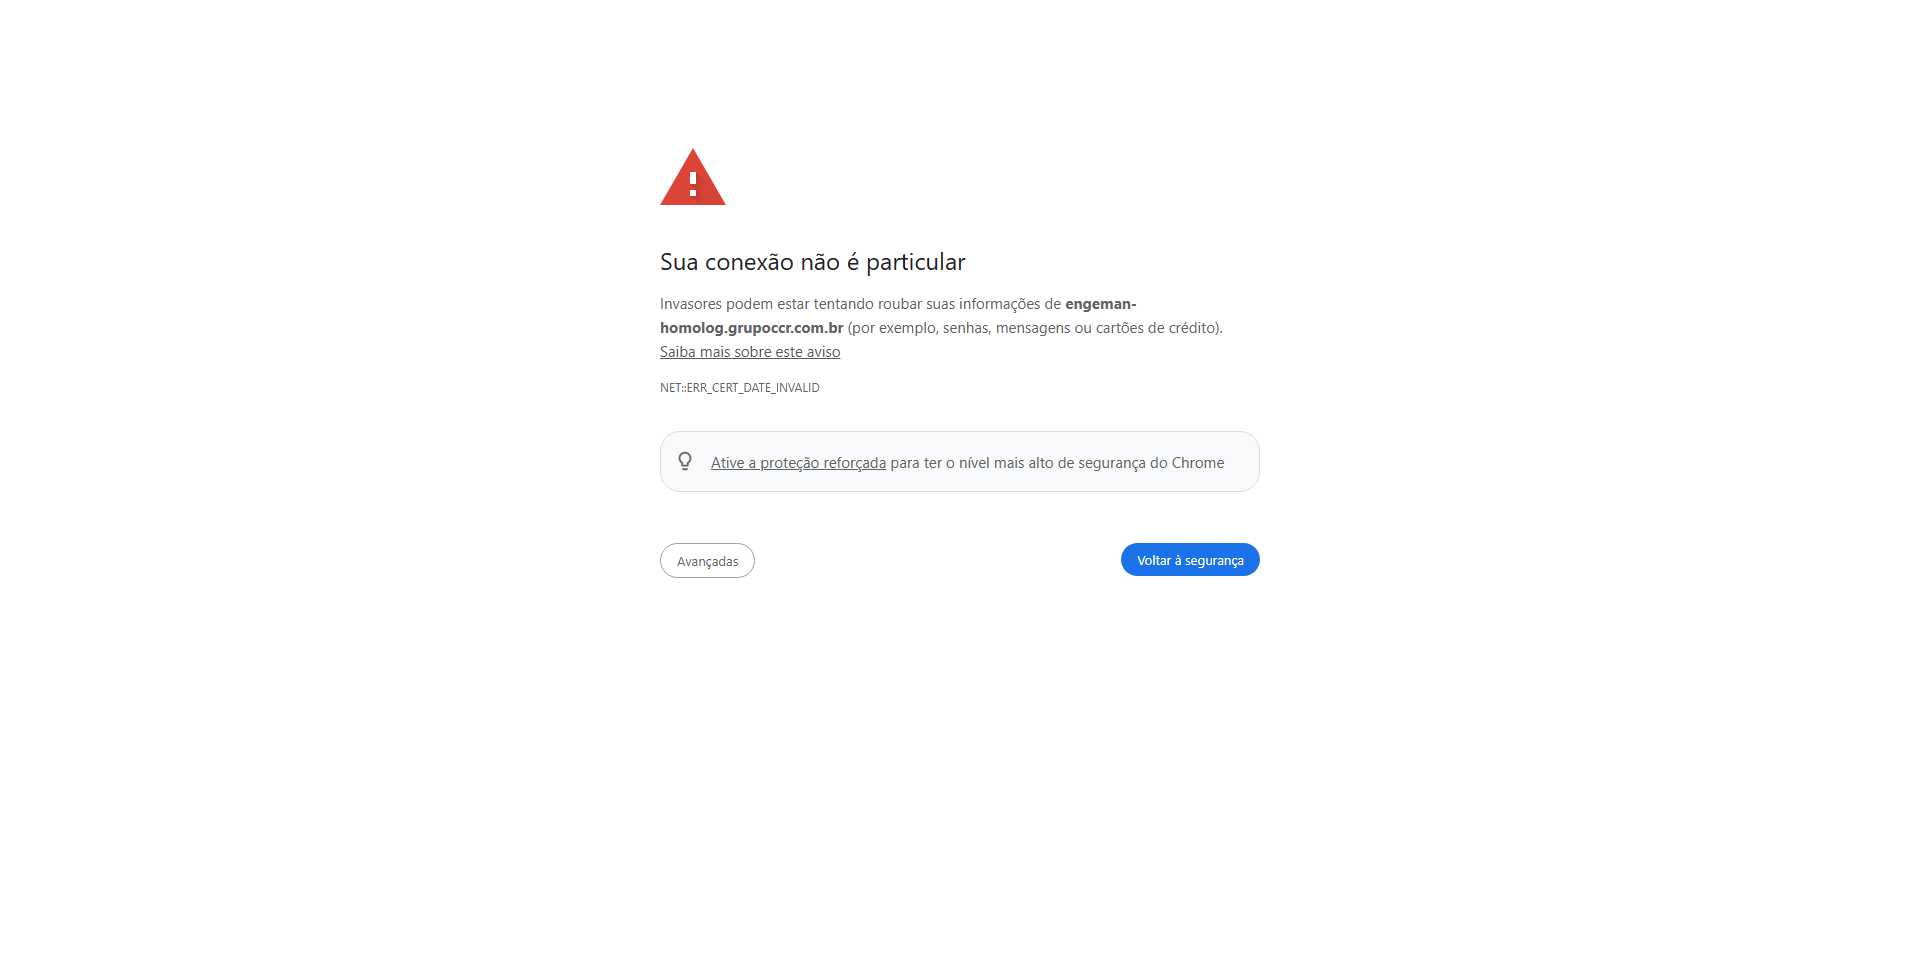 Sua conexão não é particular
Invasores podem estar tentando roubar suas informações de engeman-
homolog.grupoccr.com.br (por exemplo, senhas, mensagens ou cartões de crédito).
Saiba mais sobre este aviso
NET::ERR_CERT_DATE_INVALID
Ative a proteção reforçada para ter o nível mais alto de segurança do Chrome
Avançadas
Voltar à segurança